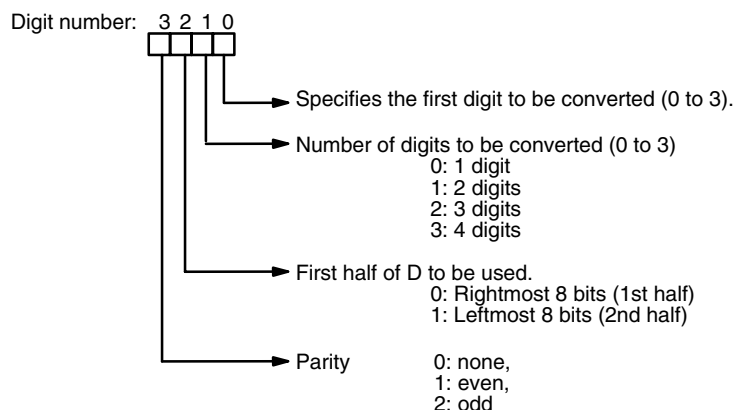 Digit number: 3 2 1 0
Specifies the first digit to be converted (0 to 3).
Number of digits to be converted (0 to 3)
0: 1 digit
1: 2 digits
2: 3 digits
3: 4 digits
First half of D to be used.
0: Rightmost 8 bits (1st half)
1: Leftmost 8 bits (2nd half)
Parity 0: none,
1: even,
2: odd